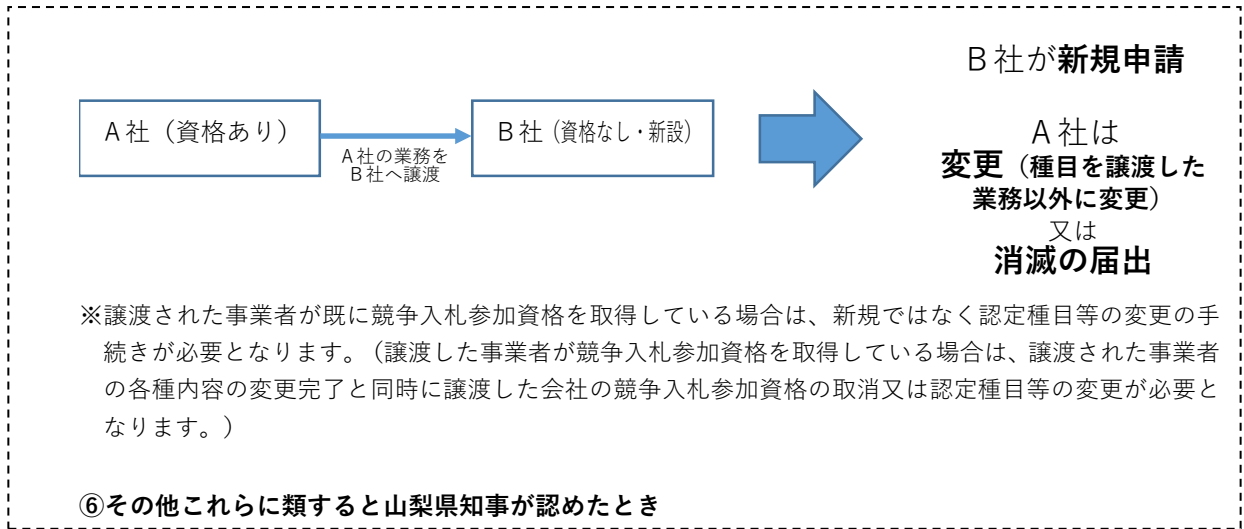 Ｂ社が新規申請
Ａ社（資格あり）
Ａ社の業務を
Ｂ社へ譲渡
Ｂ社（資格なし・新設）
Ａ社は
変更（種目を譲渡した
業務以外に変更）
又は
消滅の届出
※譲渡された事業者が既に競争入札参加資格を取得している場合は、新規ではなく認定種目等の変更の手
続きが必要となります。（譲渡した事業者が競争入札参加資格を取得している場合は、譲渡された事業者
の各種内容の変更完了と同時に譲渡した会社の競争入札参加資格の取消又は認定種目等の変更が必要と
なります。）
⑥その他これらに類すると山梨県知事が認めたとき